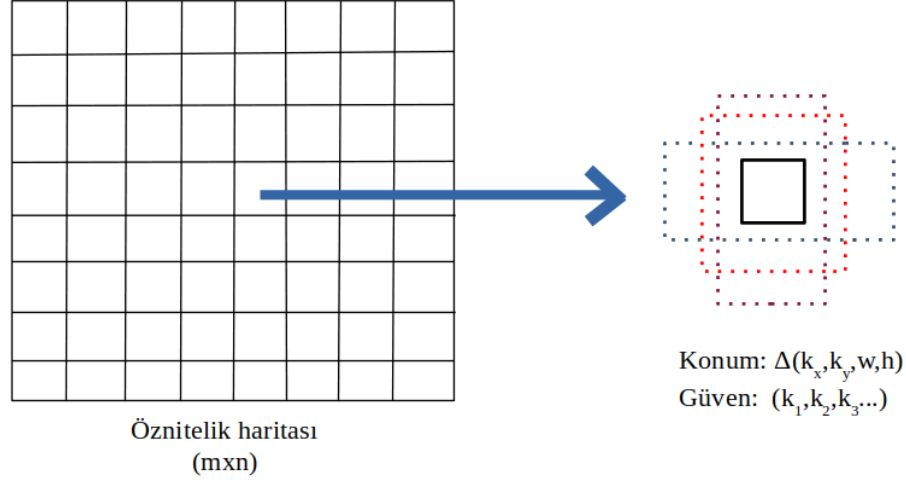 Öznitelik haritası
(mxn)
Konum: Δ(kx,ky,w,h)
Güven: (k1,k2,k3...)